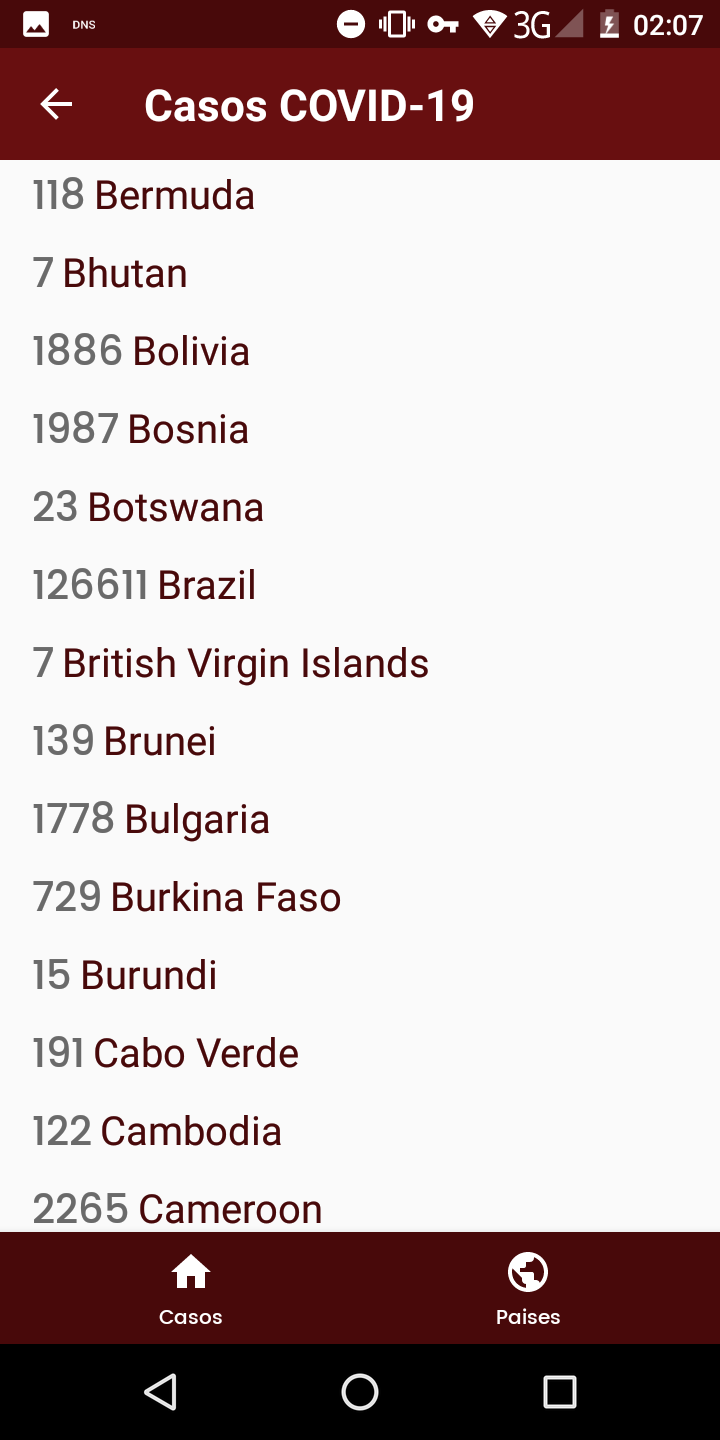 DNS 3G 02:07
Casos COVID-19
118 Bermuda
7 Bhutan
1886 Bolivia
1987 Bosnia
23 Botswana
126611 Brazil
7 British Virgin Islands
139 Brunei
1778 Bulgaria
729 Burkina Faso
15 Burundi
191 Cabo Verde
122 Cambodia
2265 Cameroon
Casos Paises